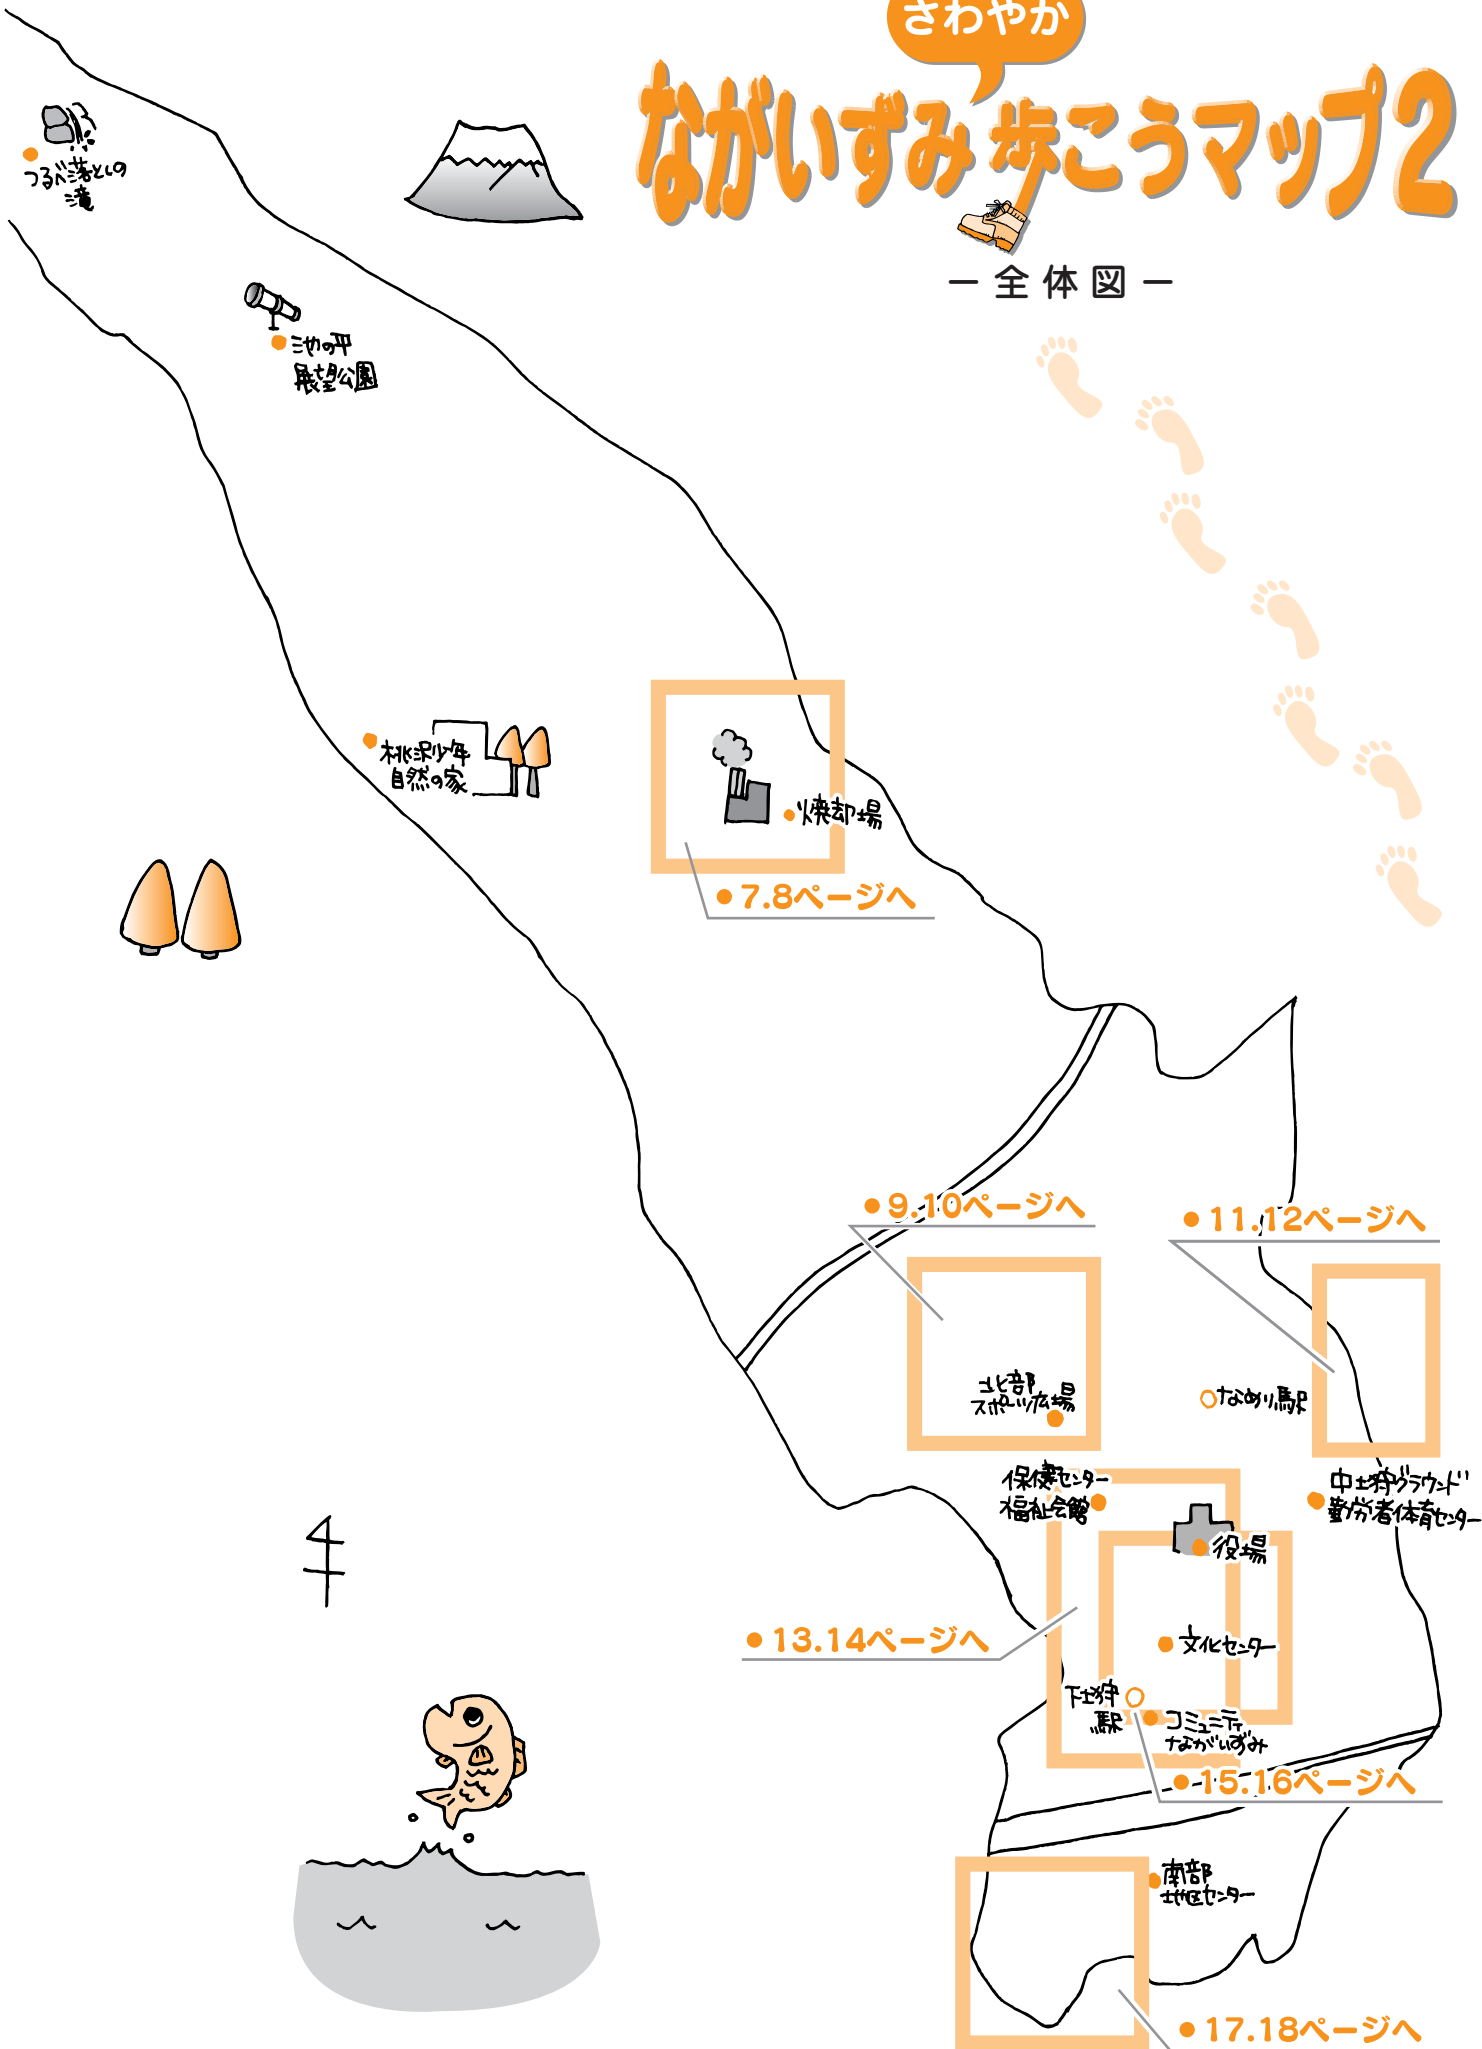 さわやか
ながいずみ歩こうマップ2
－全体図－
つるべ落としの
滝
池の平
展望公園
桃沢少年
自然の家
焼却場
7.8ページへ
9.10ページへ
11.12ページへ
北部
スポーツ広場
なめり駅
保健センター
福祉会館
中土狩グラウンド
勤労者体育センター
役場
13.14ページへ
文化センター
下土狩
駅
コミュニティ
ながいずみ
15.16ページへ
南部
地区センター
17.18ページへ